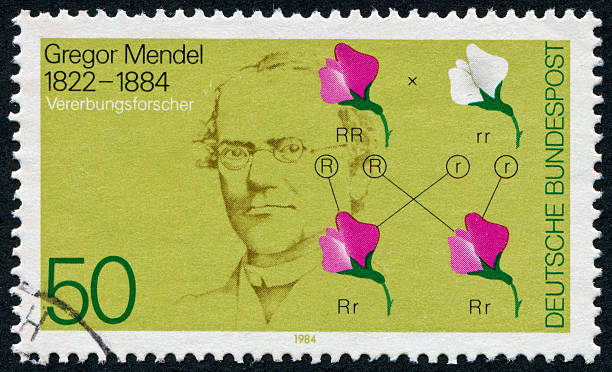 Gregor Mendel
1822–1884
Vererbungsforscher
×
RR rr
R R r r
Rr Rr
50
DEUTSCHE BUNDESPOST
1984
H